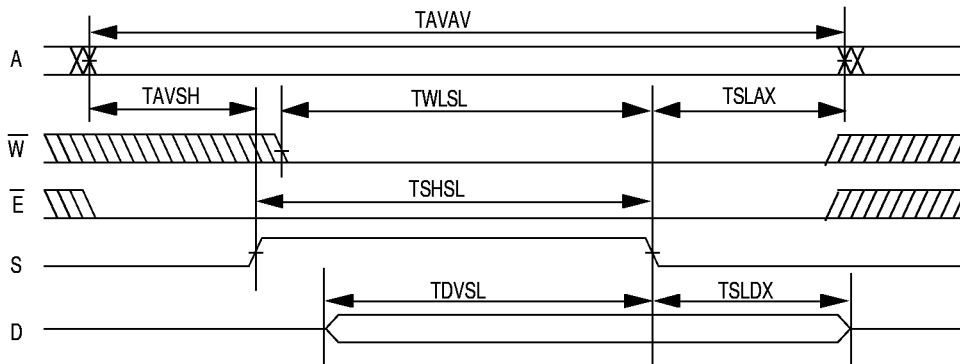 TAVAV
A
TAVSH TWLSL TSLAX
W̅
TSHSL
E̅
S
TDVSL TSLDX
D